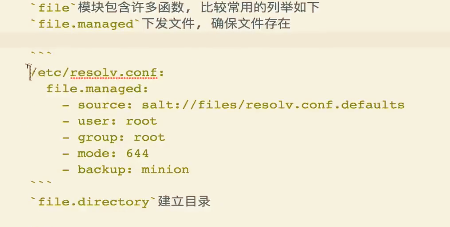 `file`模块包含许多函数, 比较常用的列举如下
`file.managed`下发文件, 确保文件存在
```
/etc/resolv.conf:
  file.managed:
    - source: salt://files/resolv.conf.defaults
    - user: root
    - group: root
    - mode: 644
    - backup: minion
```
`file.directory`建立目录